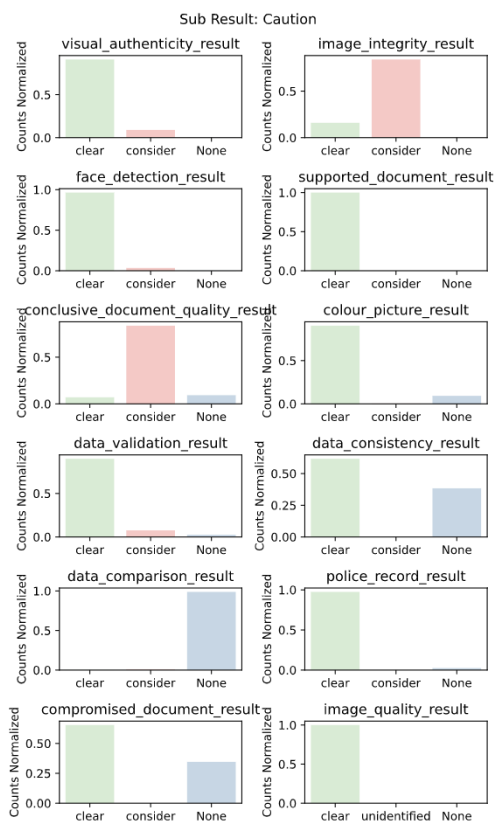 Sub Result: Caution
visual_authenticity_result
Counts Normalized
0.5
0.0
clear consider None
image_integrity_result
Counts Normalized
0.5
0.0
clear consider None
face_detection_result
Counts Normalized
1.0
0.5
0.0
clear consider None
supported_document_result
Counts Normalized
1.0
0.5
0.0
clear consider None
conclusive_document_quality_result
Counts Normalized
0.5
0.0
clear consider None
colour_picture_result
Counts Normalized
0.5
0.0
clear consider None
data_validation_result
Counts Normalized
0.5
0.0
clear consider None
data_consistency_result
Counts Normalized
0.50
0.25
0.00
clear consider None
data_comparison_result
Counts Normalized
1.0
0.5
0.0
clear consider None
police_record_result
Counts Normalized
1.0
0.5
0.0
clear consider None
compromised_document_result
Counts Normalized
0.50
0.25
0.00
clear consider None
image_quality_result
Counts Normalized
1.0
0.5
0.0
clear unidentified None